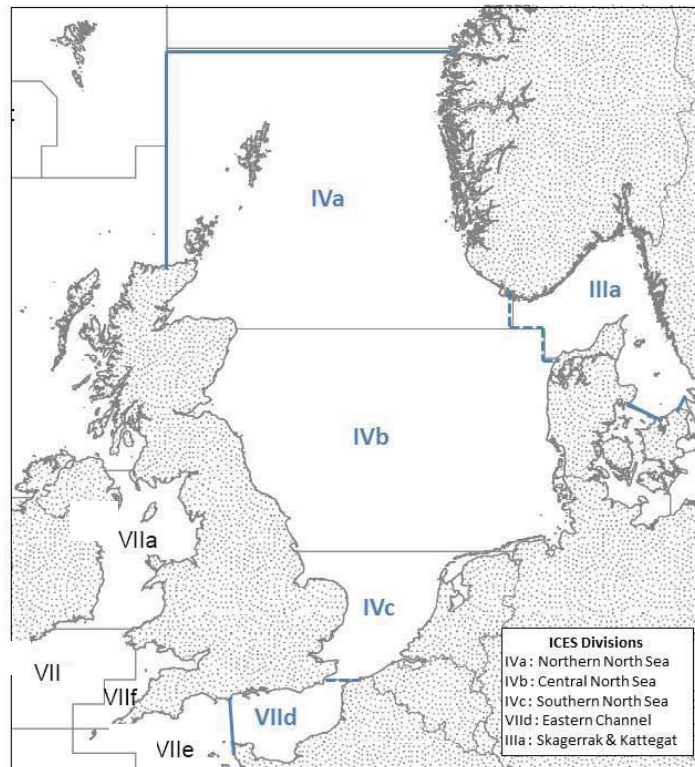 IVa
IIIa
IVb
VIIa
IVc
VII
VIIf
VIId
VIIe
ICES Divisions
IVa : Northern North Sea
IVb : Central North Sea
IVc : Southern North Sea
VIId : Eastern Channel
IIIa : Skagerrak & Kattegat